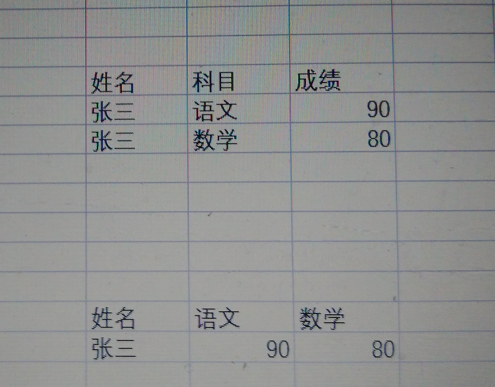 姓名 科目 成绩
张三 语文 90
张三 数学 80
姓名 语文 数学
张三 90 80